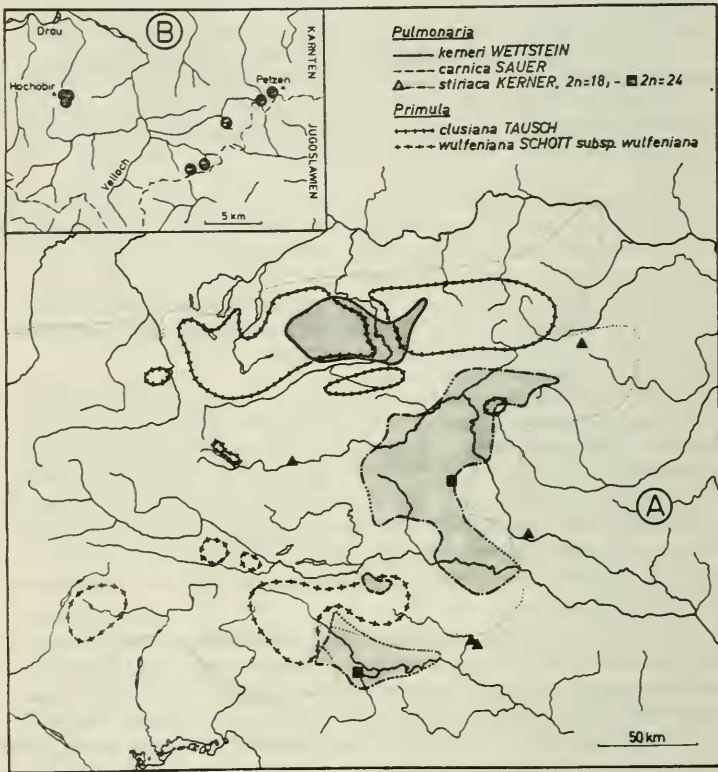 B
Drau
Hochobir
Petzen
KÄRNTEN
JUGOSLAWIEN
Vellach
5 km
Pulmonaria
kerneri WETTSTEIN
carnica SAUER
stiriaca KERNER, 2n=18; - 2n=24
Primula
clusiana TAUSCH
wulfeniana SCHOTT subsp. wulfeniana
A
50 km